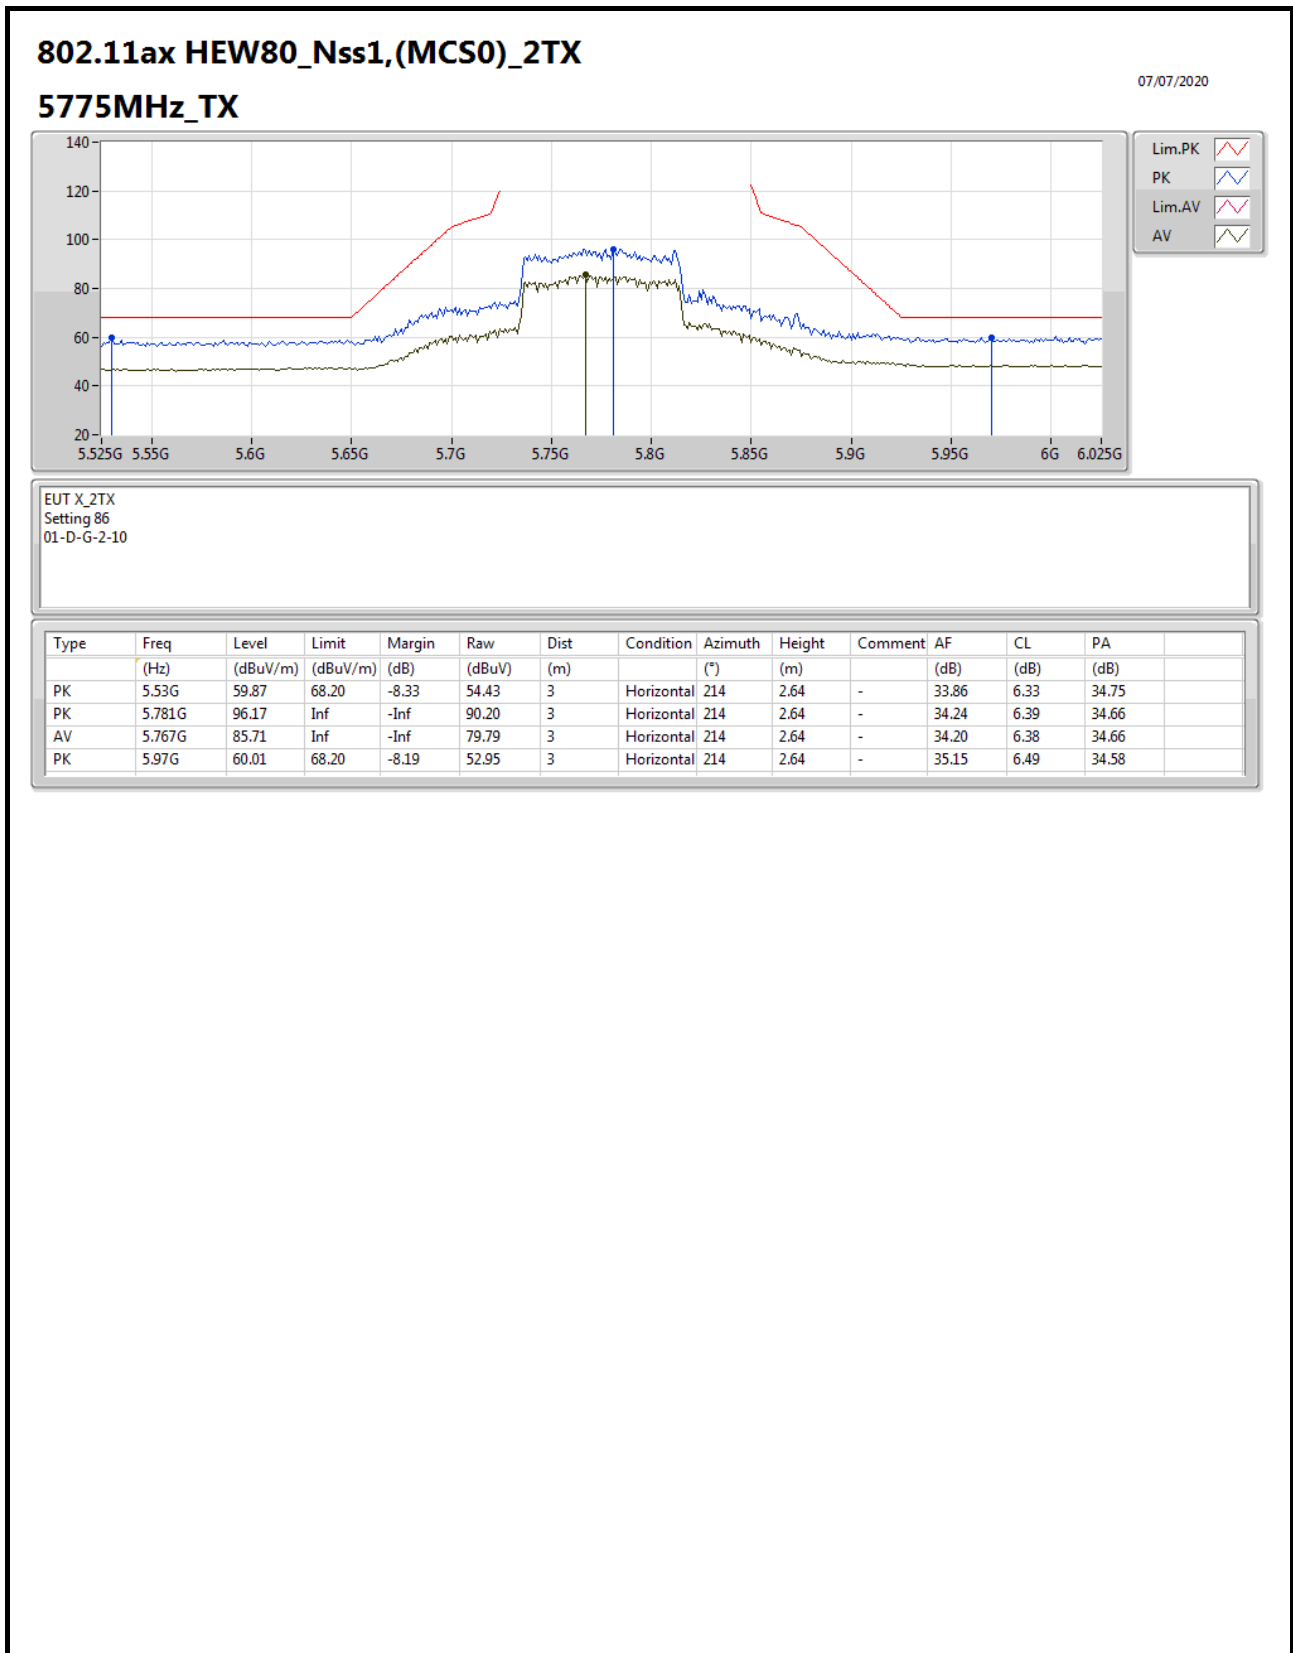 802.11ax HEW80_Nss1,(MCS0)_2TX
07/07/2020
5775MHz_TX
140
120
100
80
60
40
20
5.525G 5.55G 5.6G 5.65G 5.7G 5.75G 5.8G 5.85G 5.9G 5.95G 6G 6.025G
Lim.PK
PK
Lim.AV
AV
EUT X_2TX
Setting 86
01-D-G-2-10
Type Freq Level Limit Margin Raw Dist Condition Azimuth Height Comment AF CL PA
(Hz) (dBuV/m) (dBuV/m) (dB) (dBuV) (m) (°) (m) (dB) (dB) (dB)
PK 5.53G 59.87 68.20 -8.33 54.43 3 Horizontal 214 2.64 - 33.86 6.33 34.75
PK 5.781G 96.17 Inf -Inf 90.20 3 Horizontal 214 2.64 - 34.24 6.39 34.66
AV 5.767G 85.71 Inf -Inf 79.79 3 Horizontal 214 2.64 - 34.20 6.38 34.66
PK 5.97G 60.01 68.20 -8.19 52.95 3 Horizontal 214 2.64 - 35.15 6.49 34.58